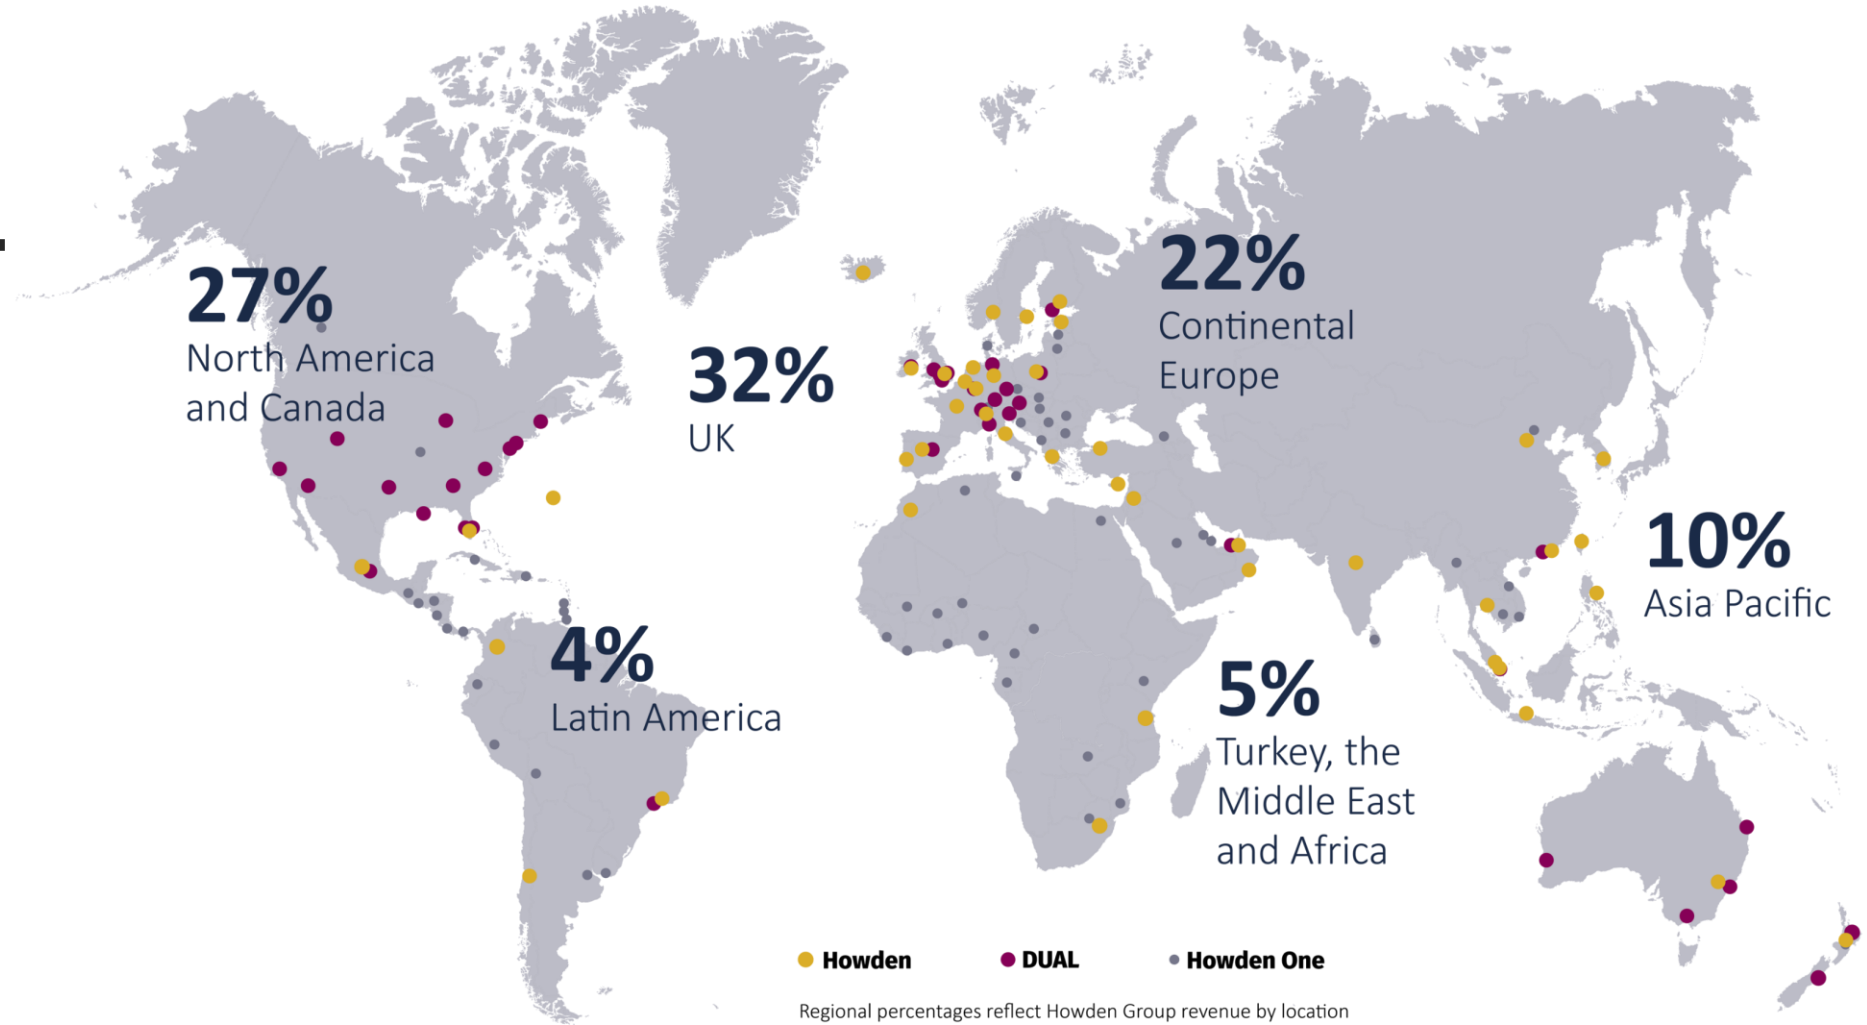 27%
North America
and Canada
32%
UK
22%
Continental
Europe
10%
Asia Pacific
4%
Latin America
5%
Turkey, the
Middle East
and Africa
Howden
DUAL
Howden One
Regional percentages reflect Howden Group revenue by location